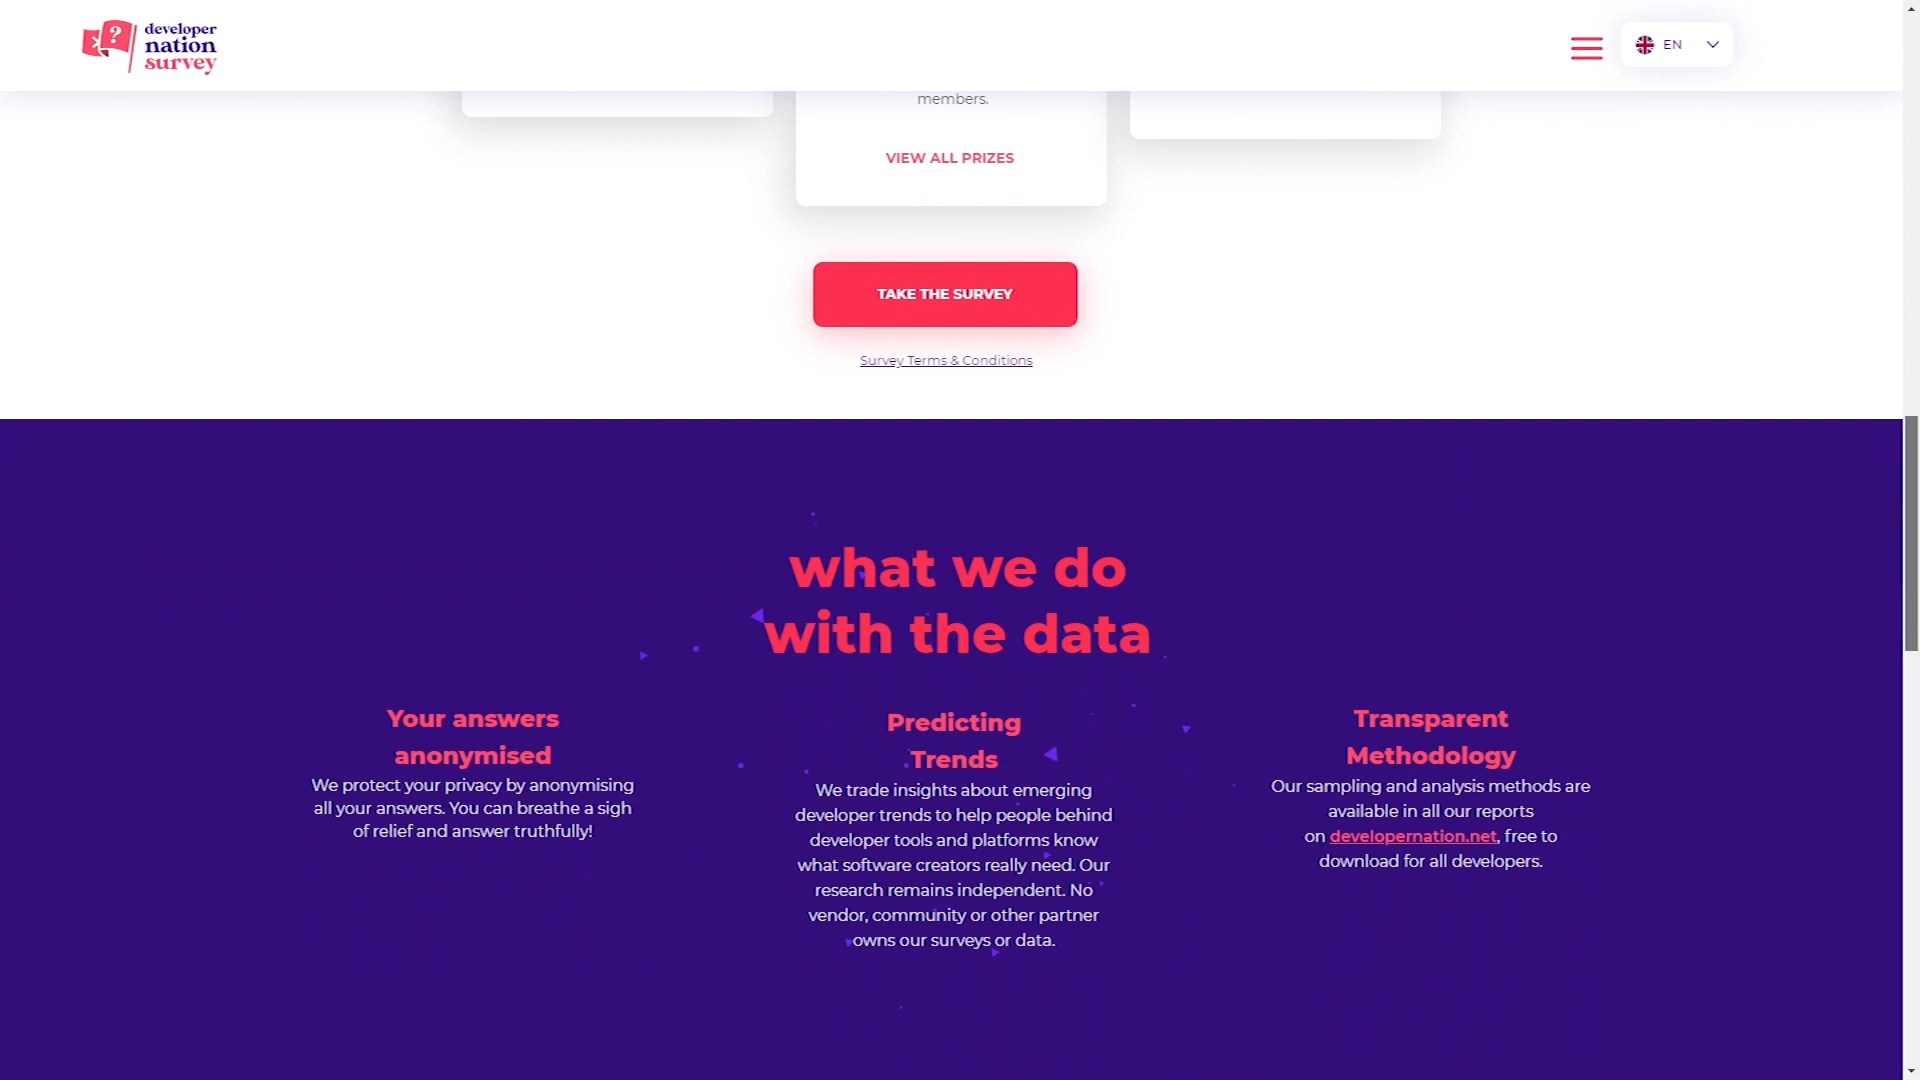 developer
nation
survey
EN
members.
VIEW ALL PRIZES
TAKE THE SURVEY
Survey Terms & Conditions
what we do
with the data
Your answers
anonymised
We protect your privacy by anonymising
all your answers. You can breathe a sigh
of relief and answer truthfully!
Predicting
Trends
We trade insights about emerging
developer trends to help people behind
developer tools and platforms know
what software creators really need. Our
research remains independent. No
vendor, community or other partner
owns our surveys or data.
Transparent
Methodology
Our sampling and analysis methods are
available in all our reports
on developernation.net, free to
download for all developers.